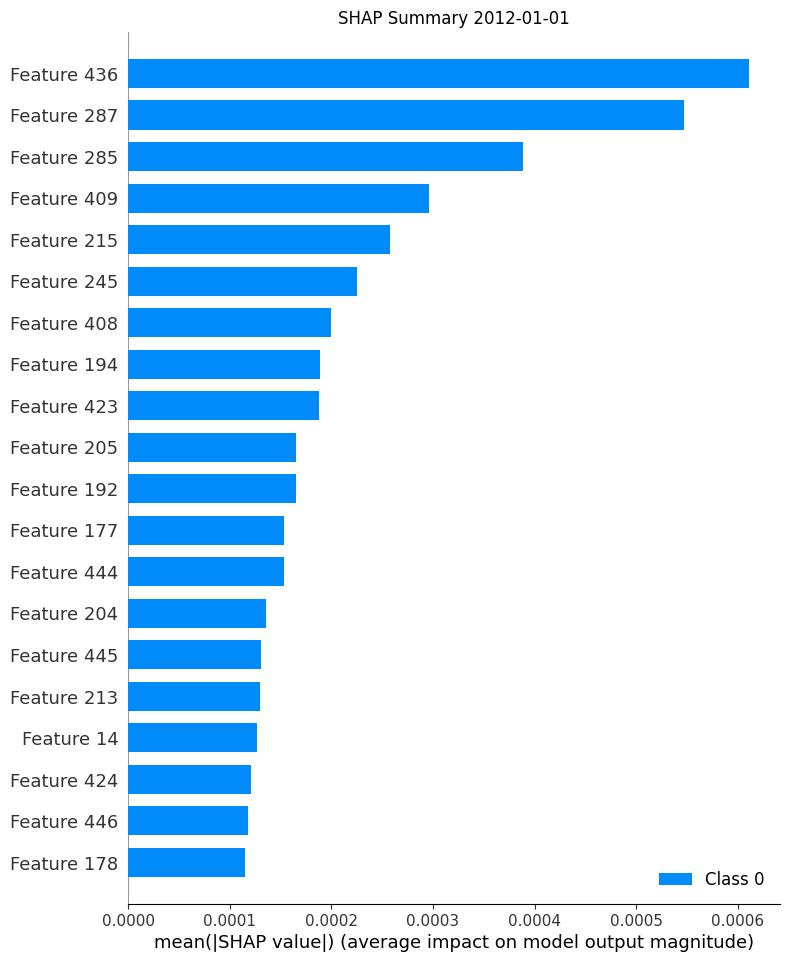 SHAP Summary 2012-01-01
Feature 436
Feature 287
Feature 285
Feature 409
Feature 215
Feature 245
Feature 408
Feature 194
Feature 423
Feature 205
Feature 192
Feature 177
Feature 444
Feature 204
Feature 445
Feature 213
Feature 14
Feature 424
Feature 446
Feature 178
Class 0
0.0000 0.0001 0.0002 0.0003 0.0004 0.0005 0.0006
mean(|SHAP value|) (average impact on model output magnitude)